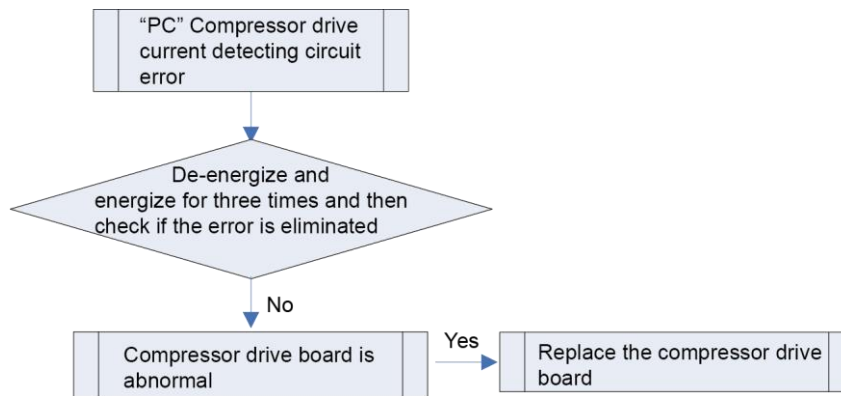 “PC” Compressor drive
current detecting circuit
error
De-energize and
energize for three times and then
check if the error is eliminated
No
Compressor drive board is
abnormal
Yes
Replace the compressor drive
board